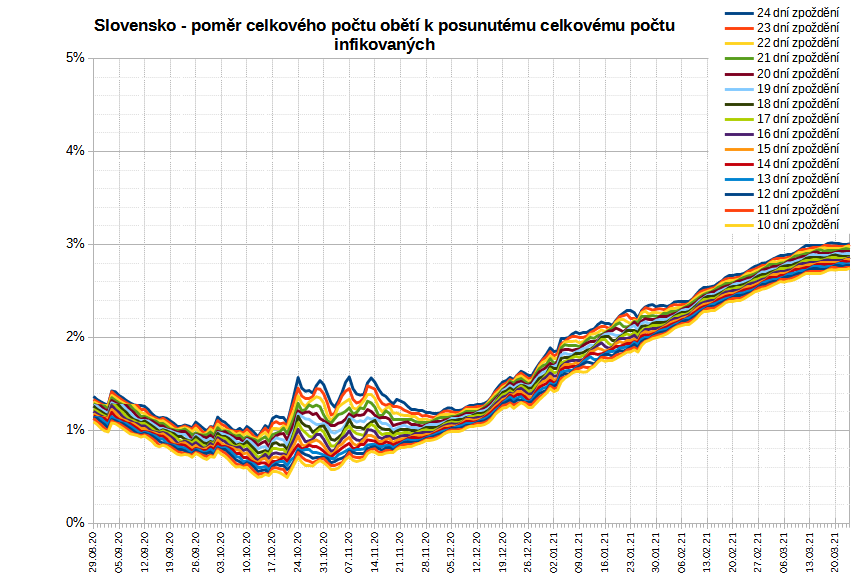 Slovensko - poměr celkového počtu obětí k posunutému celkovému počtu
infikovaných
24 dní zpoždění
23 dní zpoždění
22 dní zpoždění
21 dní zpoždění
20 dní zpoždění
19 dní zpoždění
18 dní zpoždění
17 dní zpoždění
16 dní zpoždění
15 dní zpoždění
14 dní zpoždění
13 dní zpoždění
12 dní zpoždění
11 dní zpoždění
10 dní zpoždění
5%
4%
3%
2%
1%
0%
29.08.20
05.09.20
12.09.20
19.09.20
26.09.20
03.10.20
10.10.20
17.10.20
24.10.20
31.10.20
07.11.20
14.11.20
21.11.20
28.11.20
05.12.20
12.12.20
19.12.20
26.12.20
02.01.21
09.01.21
16.01.21
23.01.21
30.01.21
06.02.21
13.02.21
20.02.21
27.02.21
06.03.21
13.03.21
20.03.21